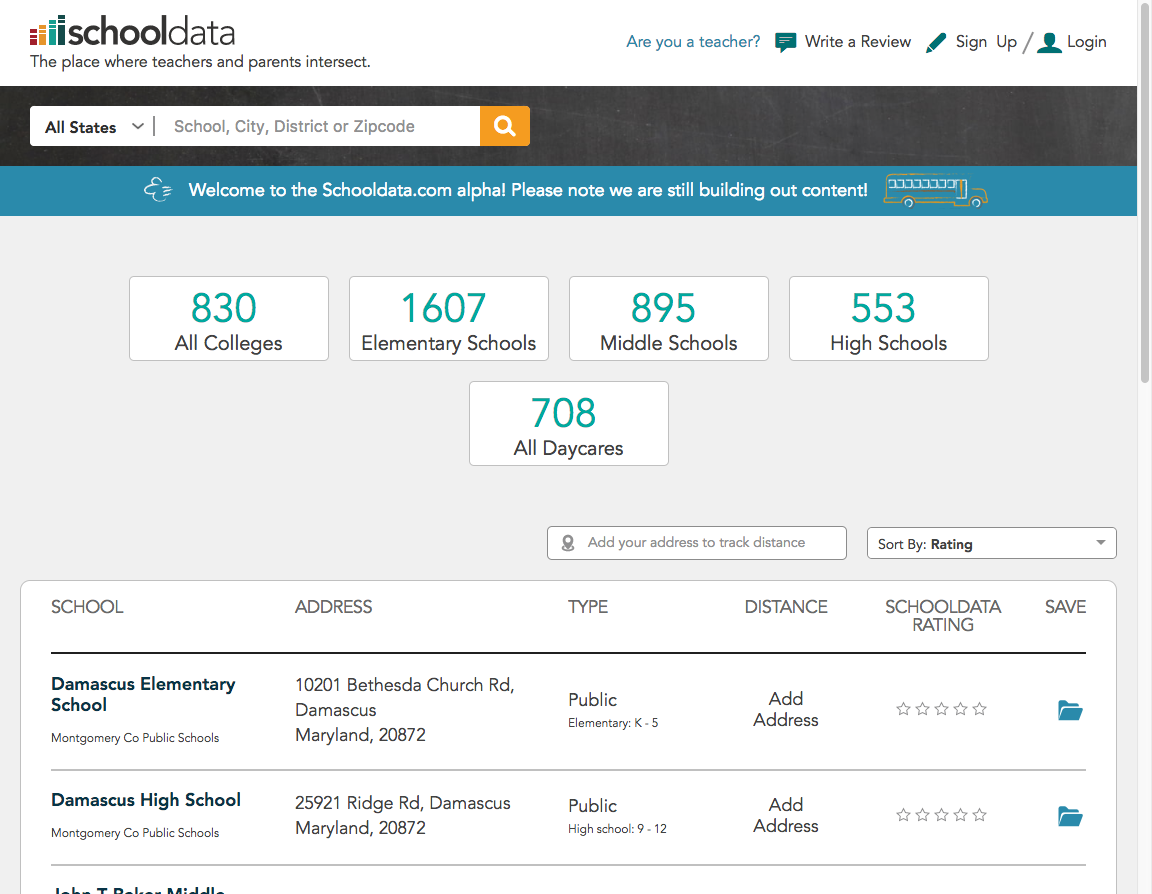 schooldata
The place where teachers and parents intersect.
Are you a teacher? Write a Review Sign Up / Login
All States | School, City, District or Zipcode
Welcome to the Schooldata.com alpha! Please note we are still building out content!
830
All Colleges
1607
Elementary Schools
895
Middle Schools
553
High Schools
708
All Daycares
Add your address to track distance
Sort By: Rating
SCHOOL ADDRESS TYPE DISTANCE SCHOOLDATA RATING SAVE
Damascus Elementary
School
Montgomery Co Public Schools
10201 Bethesda Church Rd,
Damascus
Maryland, 20872
Public
Elementary: K - 5
Add
Address
Damascus High School
Montgomery Co Public Schools
25921 Ridge Rd, Damascus
Maryland, 20872
Public
High school: 9 - 12
Add
Address
John T Baker Middle